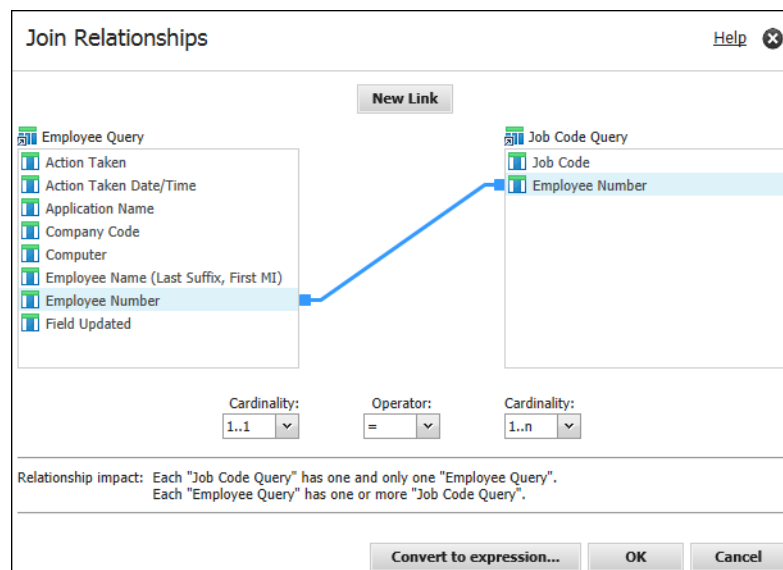 Join Relationships
Help
New Link
Employee Query
Action Taken
Action Taken Date/Time
Application Name
Company Code
Computer
Employee Name (Last Suffix, First MI)
Employee Number
Field Updated
Job Code Query
Job Code
Employee Number
Cardinality: Operator: Cardinality:
1..1 = 1..n
Relationship impact: Each "Job Code Query" has one and only one "Employee Query".
Each "Employee Query" has one or more "Job Code Query".
Convert to expression... OK Cancel